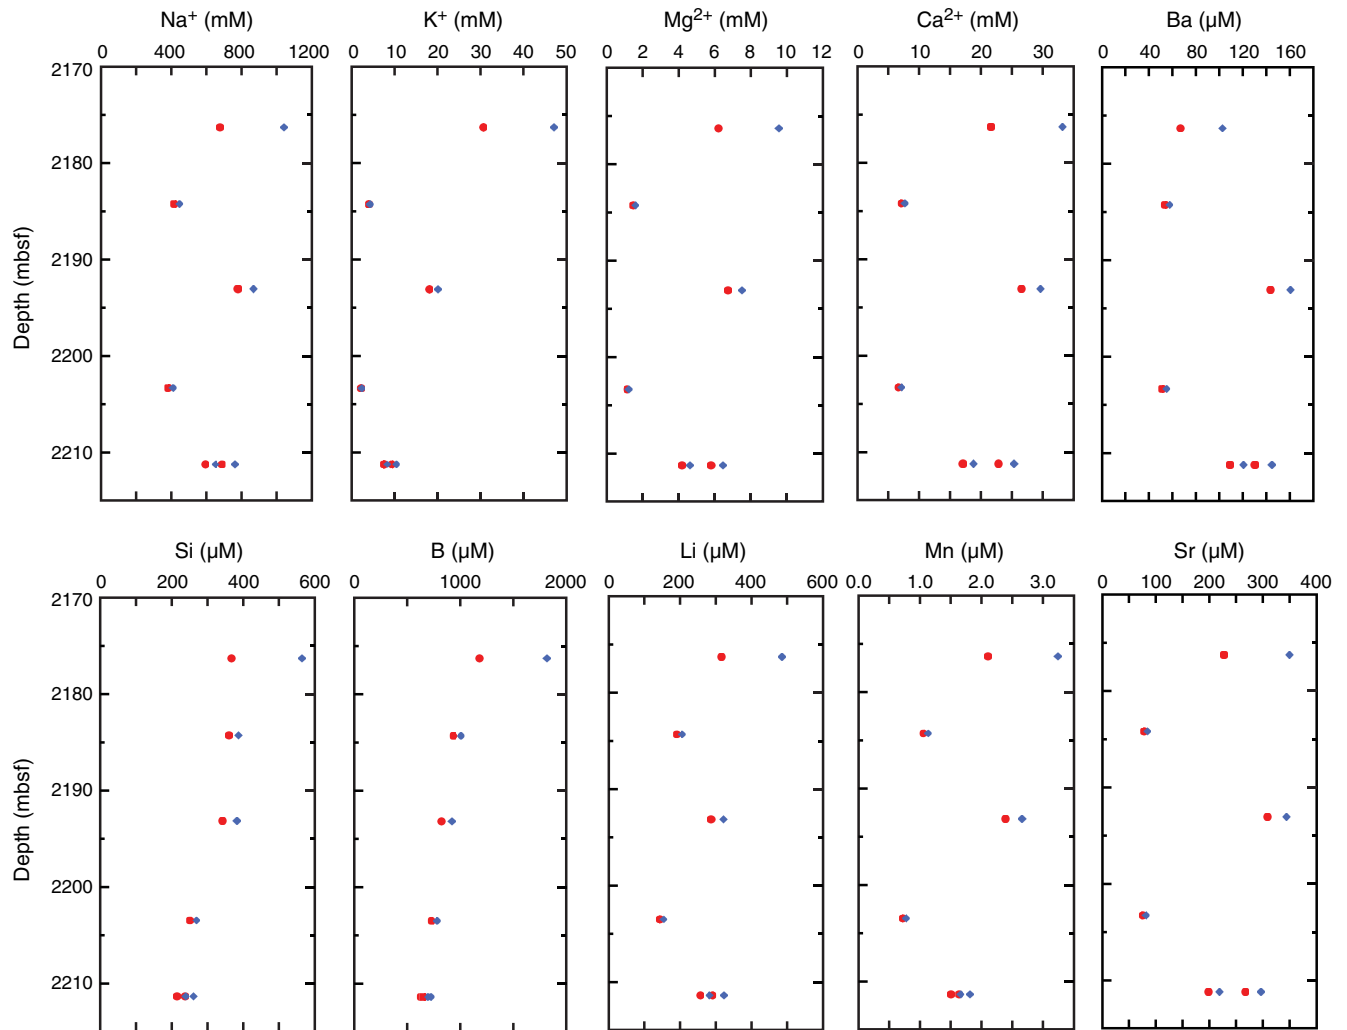 Na+ (mM) K+ (mM) Mg2+ (mM) Ca2+ (mM) Ba (µM)
0 400 800 1200 0 10 20 30 40 50 0 2 4 6 8 10 12 0 10 20 30 0 40 80 120 160
2170
2180
2190
2200
2210
Depth (mbsf)
Si (µM) B (µM) Li (µM) Mn (µM) Sr (µM)
0 200 400 600 0 1000 2000 0 200 400 600 0.0 1.0 2.0 3.0 0 100 200 300 400
2170
2180
2190
2200
2210
Depth (mbsf)